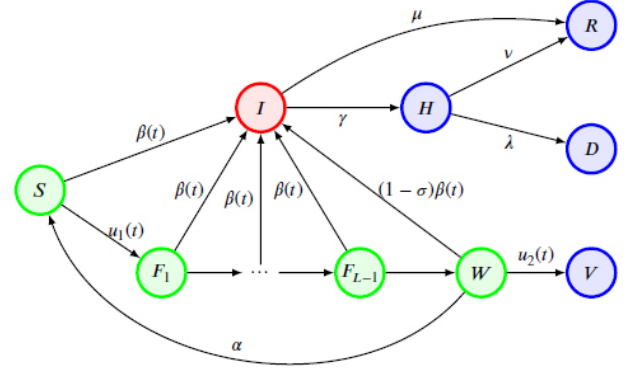 μ
R
ν
I
γ
H
λ
D
β(t)
S
β(t)
β(t)
β(t)
(1 − σ)β(t)
u₁(t)
F₁
...
F_{L−1}
W
u₂(t)
V
α